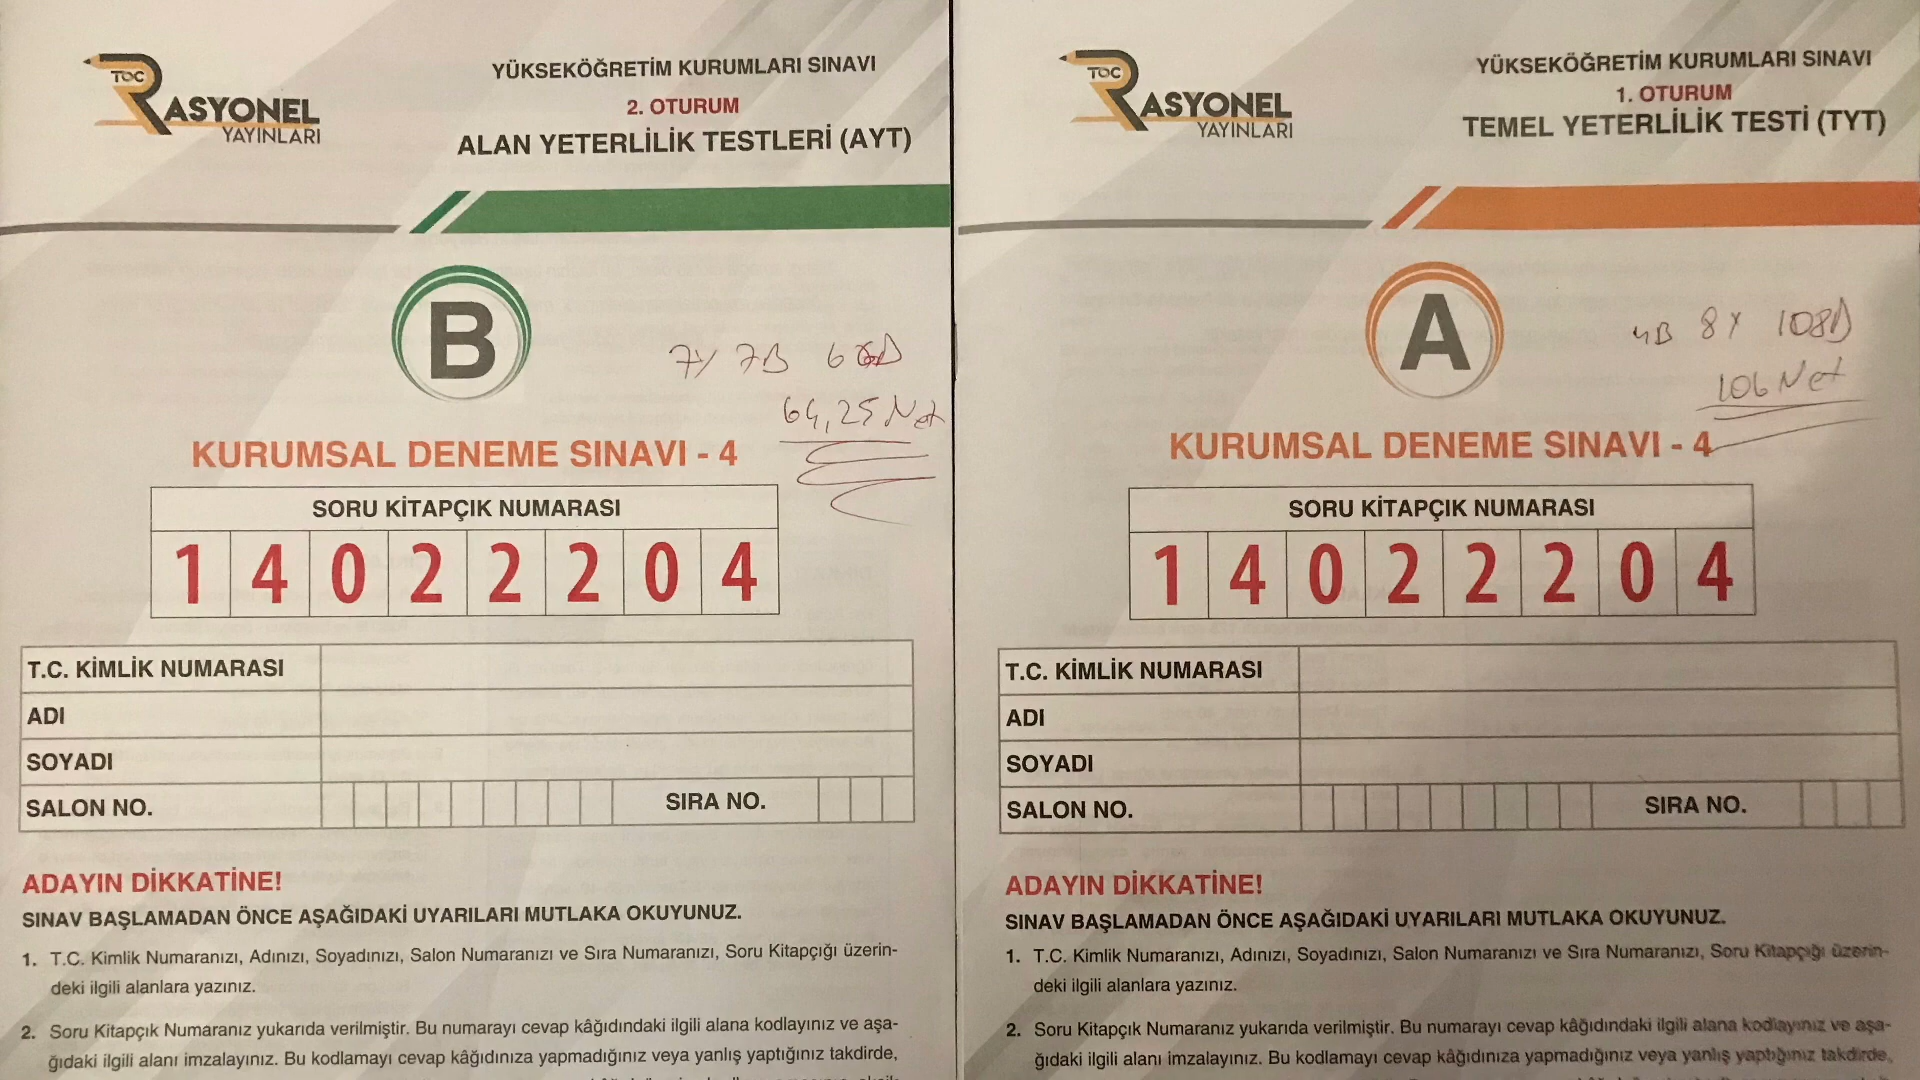 TOC
RASYONEL
YAYINLARI
YÜKSEKÖĞRETİM KURUMLARI SINAVI
2. OTURUM
ALAN YETERLİLİK TESTLERİ (AYT)
B
7Y 7B 66D
64,25 Net
KURUMSAL DENEME SINAVI - 4
SORU KİTAPÇIK NUMARASI
1 4 0 2 2 2 0 4
T.C. KİMLİK NUMARASI
ADI
SOYADI
SALON NO. SIRA NO.
ADAYIN DİKKATİNE!
SINAV BAŞLAMADAN ÖNCE AŞAĞIDAKİ UYARILARI MUTLAKA OKUYUNUZ.
1. T.C. Kimlik Numaranızı, Adınızı, Soyadınızı, Salon Numaranızı ve Sıra Numaranızı, Soru Kitapçığı üzerin-
deki ilgili alanlara yazınız.
2. Soru Kitapçık Numaranız yukarıda verilmiştir. Bu numarayı cevap kâğıdındaki ilgili alana kodlayınız ve aşa-
ğıdaki ilgili alanı imzalayınız. Bu kodlamayı cevap kâğıdınıza yapmadığınız veya yanlış yaptığınız takdirde,
TOC
RASYONEL
YAYINLARI
YÜKSEKÖĞRETİM KURUMLARI SINAVI
1. OTURUM
TEMEL YETERLİLİK TESTİ (TYT)
A
4B 8Y 108D
106 Net
KURUMSAL DENEME SINAVI - 4
SORU KİTAPÇIK NUMARASI
1 4 0 2 2 2 0 4
T.C. KİMLİK NUMARASI
ADI
SOYADI
SALON NO. SIRA NO.
ADAYIN DİKKATİNE!
SINAV BAŞLAMADAN ÖNCE AŞAĞIDAKİ UYARILARI MUTLAKA OKUYUNUZ.
1. T.C. Kimlik Numaranızı, Adınızı, Soyadınızı, Salon Numaranızı ve Sıra Numaranızı, Soru Kitapçığı üzerin-
deki ilgili alanlara yazınız.
2. Soru Kitapçık Numaranız yukarıda verilmiştir. Bu numarayı cevap kâğıdındaki ilgili alana kodlayınız ve aşa-
ğıdaki ilgili alanı imzalayınız. Bu kodlamayı cevap kâğıdınıza yapmadığınız veya yanlış yaptığınız takdirde,